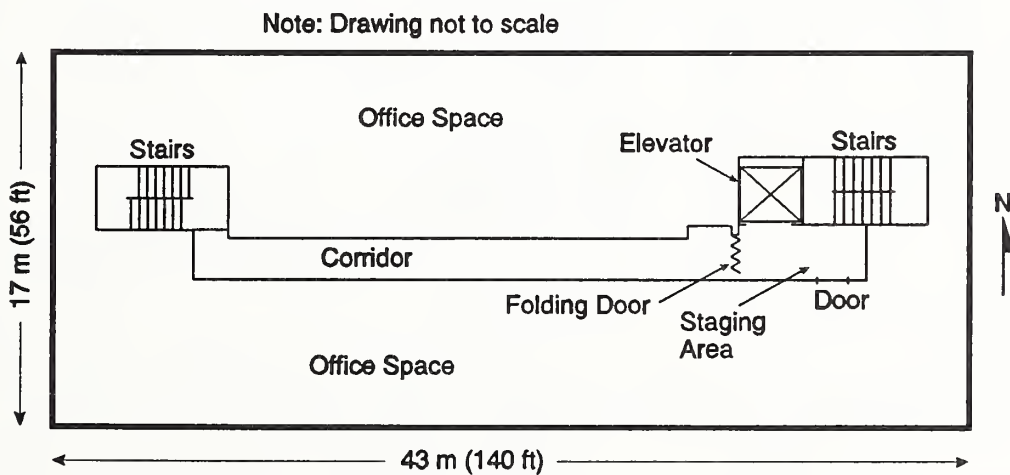 Note: Drawing not to scale
Office Space
Stairs
Elevator
Stairs
N
17 m (56 ft)
Corridor
Folding Door
Staging
Area
Door
Office Space
43 m (140 ft)